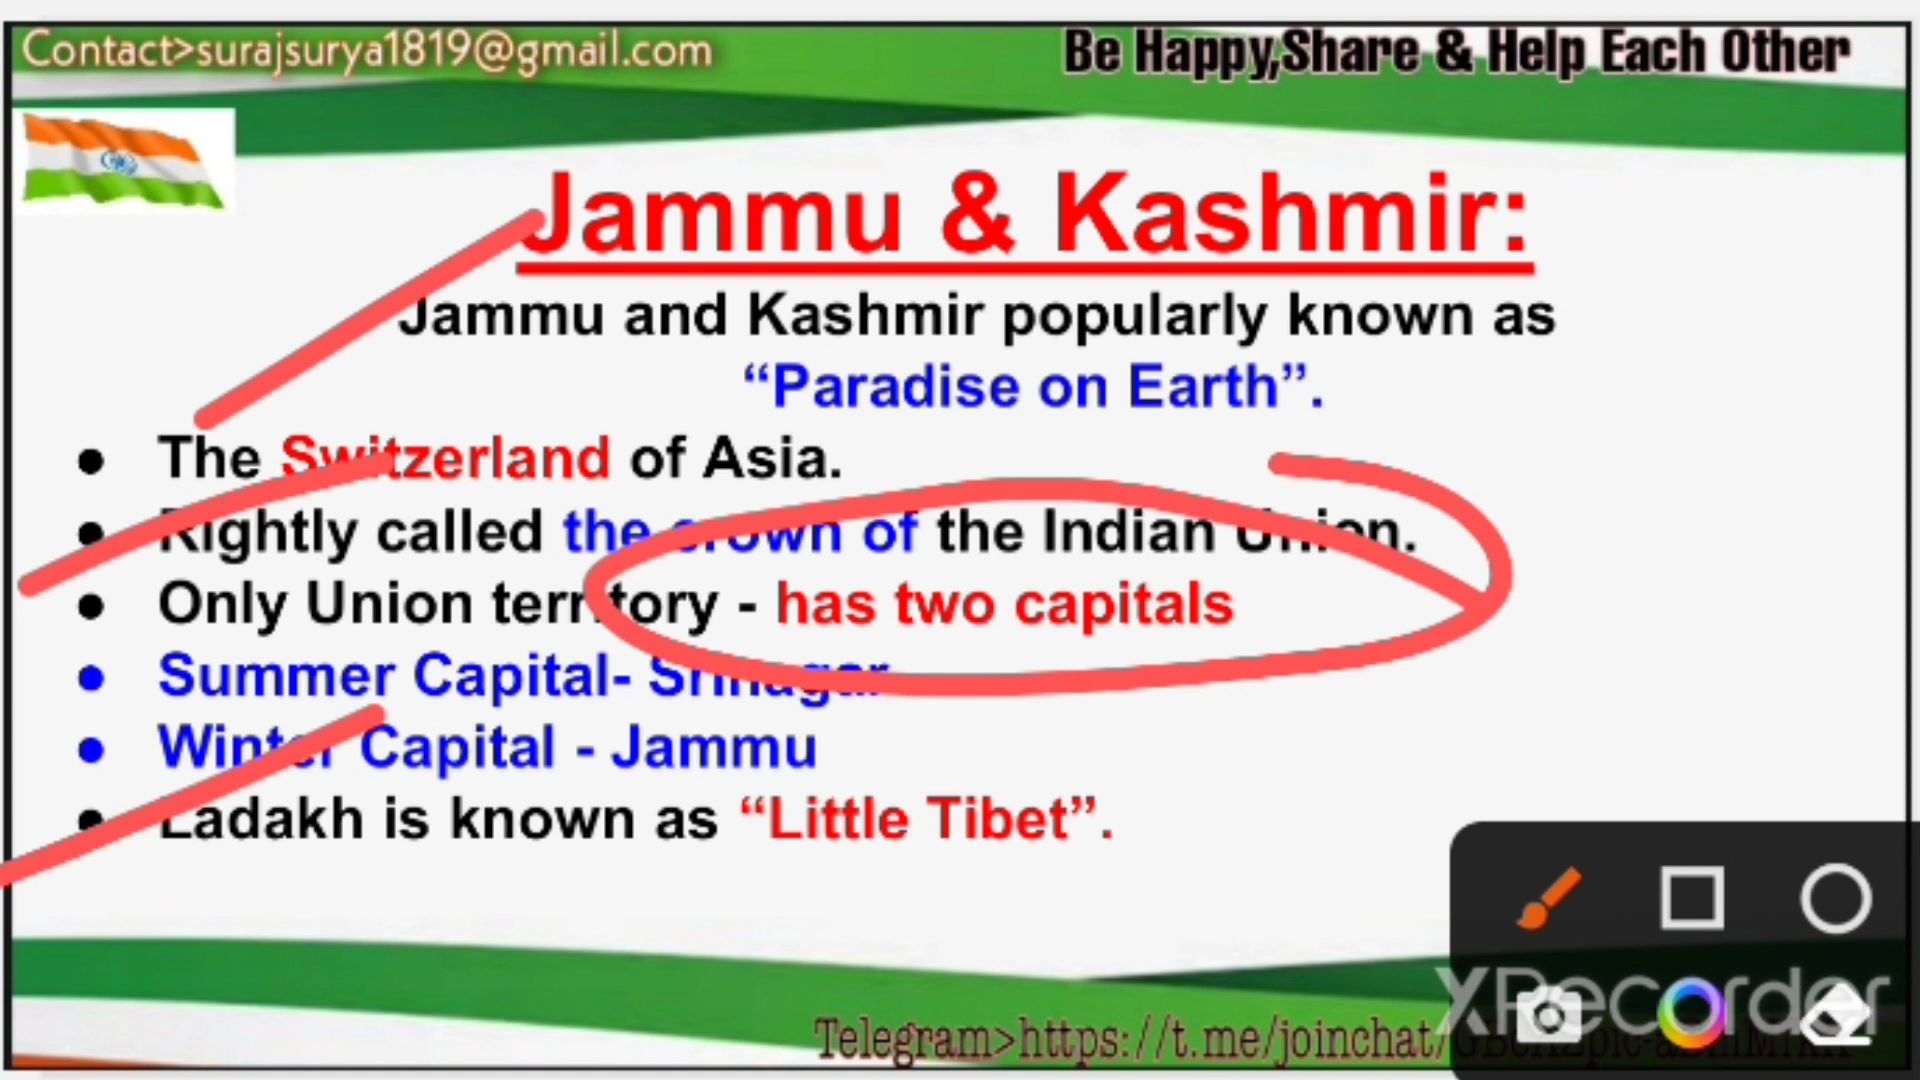 Contact>surajsurya1819@gmail.com
Be Happy,Share & Help Each Other
Jammu & Kashmir:
Jammu and Kashmir popularly known as
“Paradise on Earth”.
● The Switzerland of Asia.
● Rightly called the crown of the Indian Union.
● Only Union territory - has two capitals
● Summer Capital- Srinagar
● Winter Capital - Jammu
● Ladakh is known as “Little Tibet”.
XRecorder
Telegram>https://t.me/joinchat/